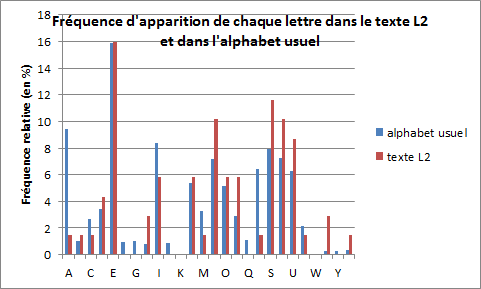 Fréquence d'apparition de chaque lettre dans le texte L2
et dans l'alphabet usuel
Fréquence relative (en %)
18
16
14
12
10
8
6
4
2
0
A C E G I K M O Q S U W Y
alphabet usuel
texte L2